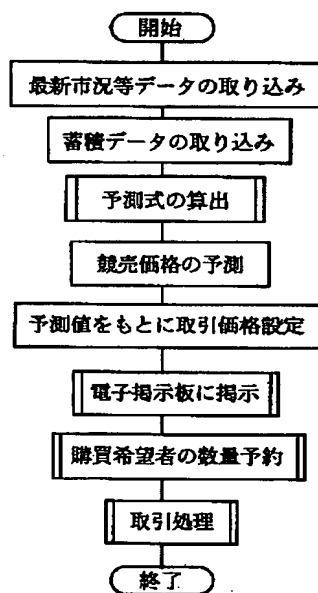 開始
最新市況等データの取り込み
蓄積データの取り込み
予測式の算出
競売価格の予測
予測値をもとに取引価格設定
電子掲示板に掲示
購買希望者の数量予約
取引処理
終了